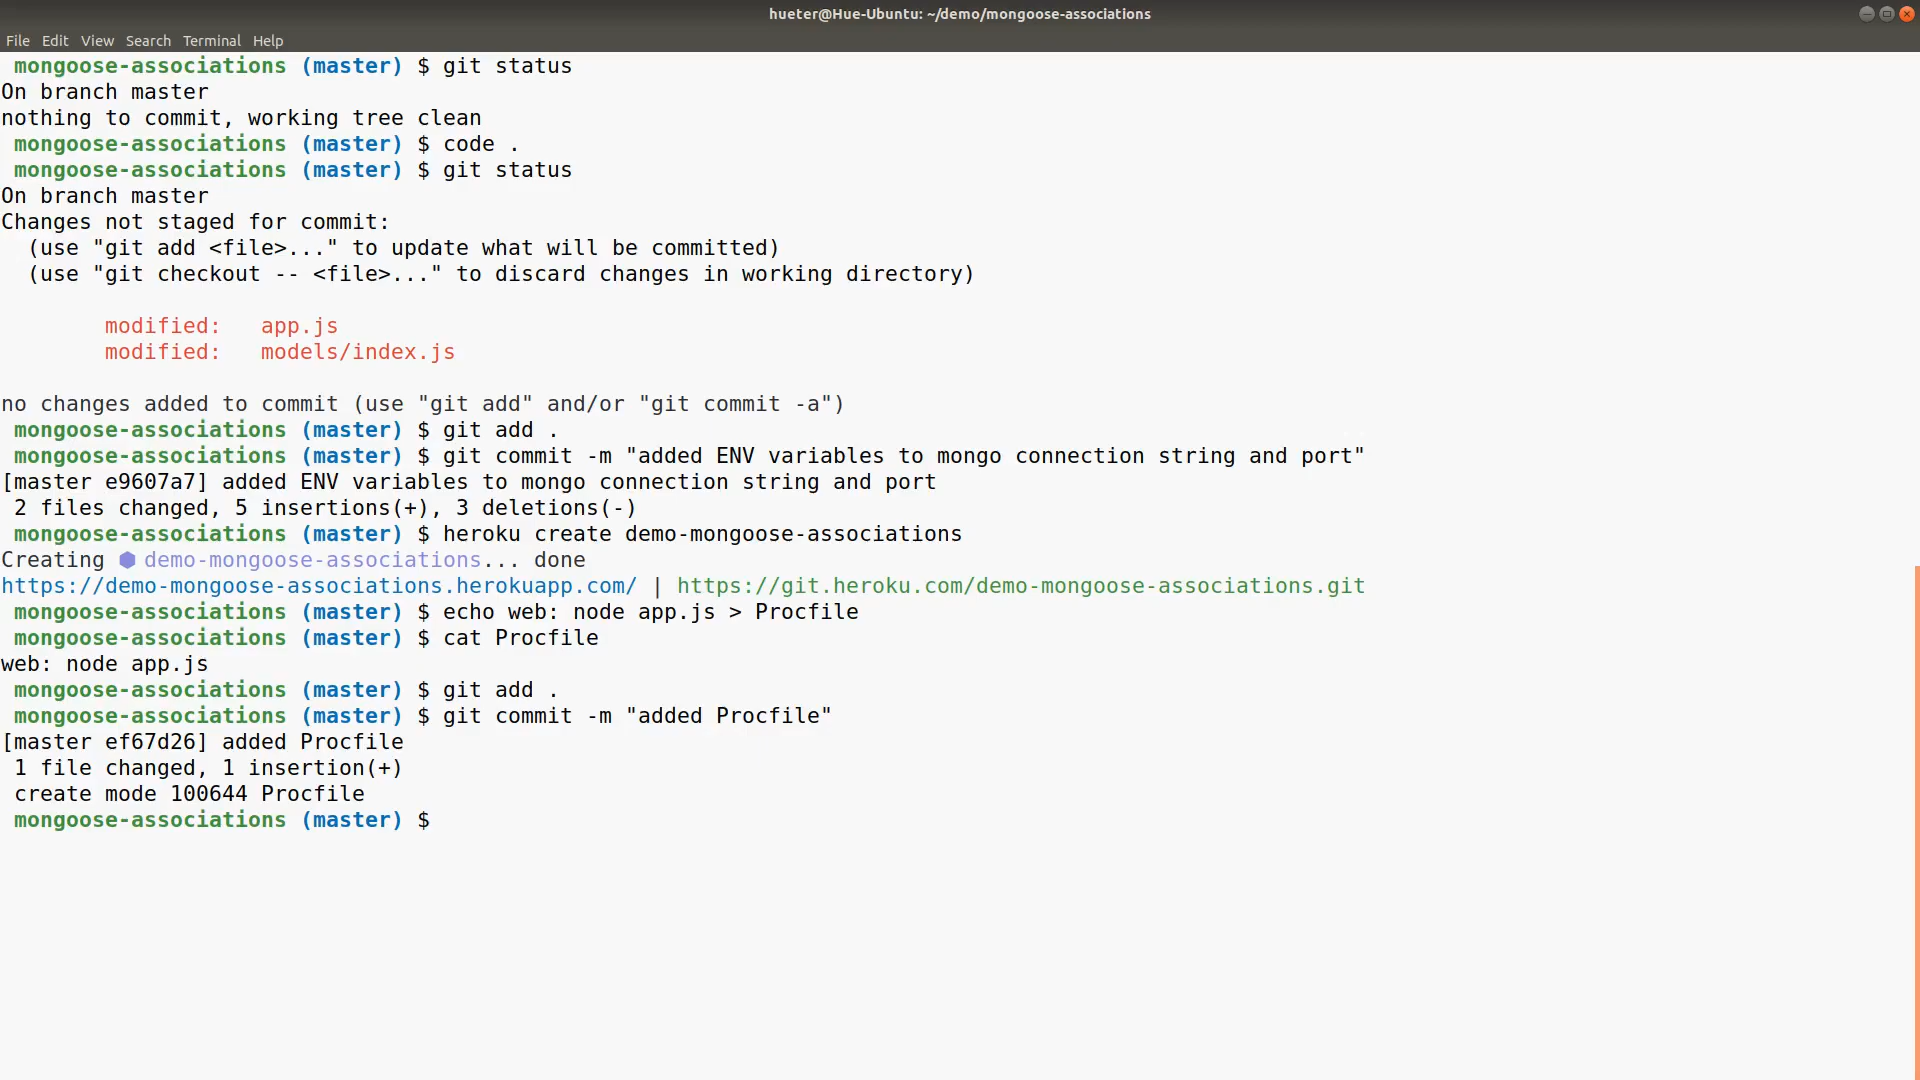 hueter@Hue-Ubuntu: ~/demo/mongoose-associations
File Edit View Search Terminal Help
mongoose-associations (master) $ git status
On branch master
nothing to commit, working tree clean
mongoose-associations (master) $ code .
mongoose-associations (master) $ git status
On branch master
Changes not staged for commit:
  (use "git add <file>..." to update what will be committed)
  (use "git checkout -- <file>..." to discard changes in working directory)
        modified:   app.js
        modified:   models/index.js
no changes added to commit (use "git add" and/or "git commit -a")
mongoose-associations (master) $ git add .
mongoose-associations (master) $ git commit -m "added ENV variables to mongo connection string and port"
[master e9607a7] added ENV variables to mongo connection string and port
 2 files changed, 5 insertions(+), 3 deletions(-)
mongoose-associations (master) $ heroku create demo-mongoose-associations
Creating ⬢ demo-mongoose-associations... done
https://demo-mongoose-associations.herokuapp.com/ | https://git.heroku.com/demo-mongoose-associations.git
mongoose-associations (master) $ echo web: node app.js > Procfile
mongoose-associations (master) $ cat Procfile
web: node app.js
mongoose-associations (master) $ git add .
mongoose-associations (master) $ git commit -m "added Procfile"
[master ef67d26] added Procfile
 1 file changed, 1 insertion(+)
 create mode 100644 Procfile
mongoose-associations (master) $